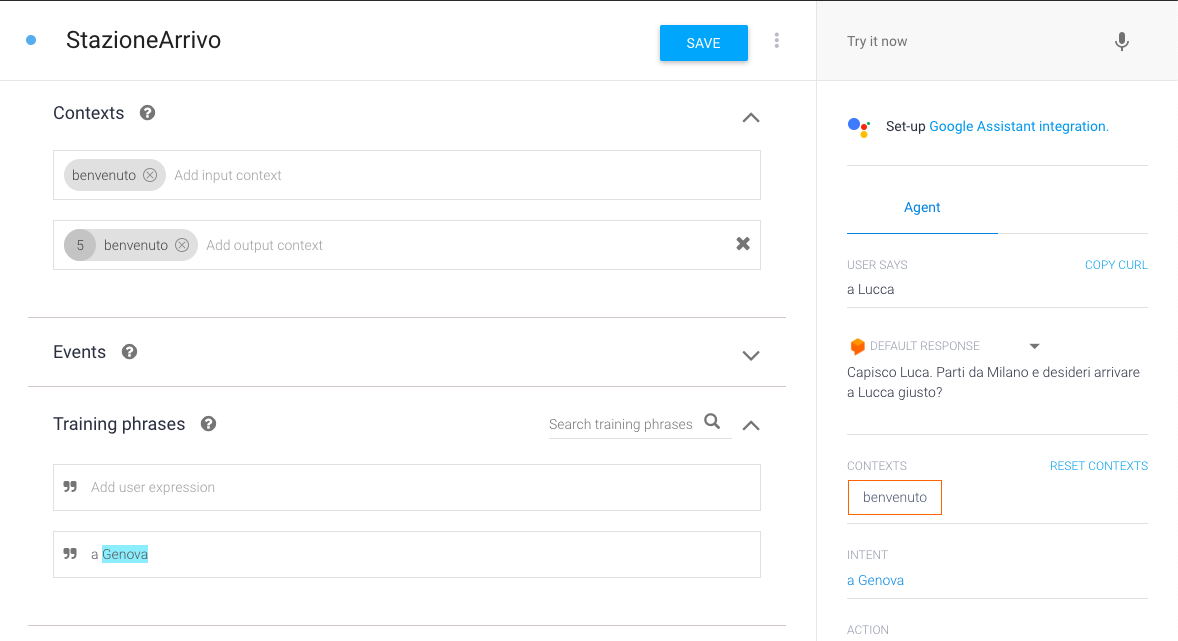 StazioneArrivo
SAVE
Try it now
Contexts ?
benvenuto Add input context
5 benvenuto Add output context
Set-up Google Assistant integration.
Agent
USER SAYS COPY CURL
a Lucca
DEFAULT RESPONSE
Capisco Luca. Parti da Milano e desideri arrivare
a Lucca giusto?
CONTEXTS RESET CONTEXTS
benvenuto
INTENT
a Genova
ACTION
Events ?
Training phrases ? Search training phrases
Add user expression
a Genova